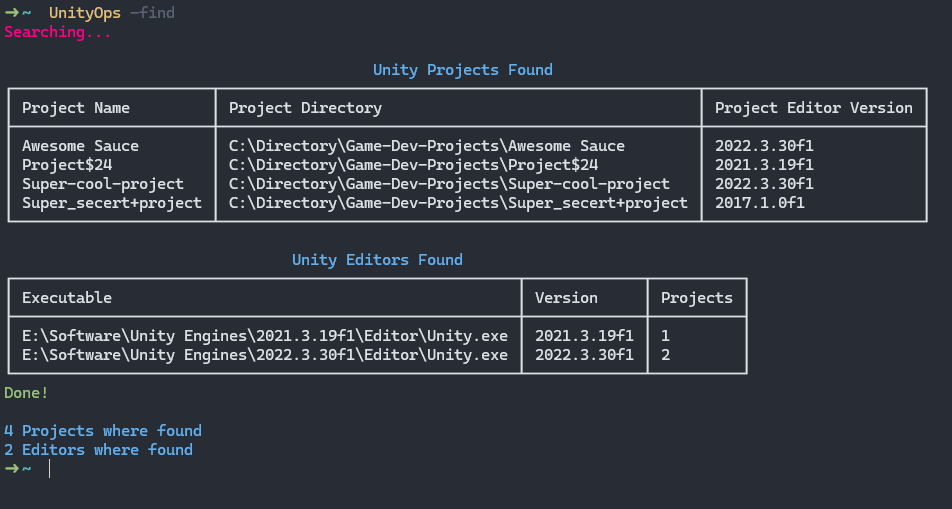 ➜ ~ UnityOps -find
Searching...
Unity Projects Found
Project Name Project Directory Project Editor Version
Awesome Sauce C:\Directory\Game-Dev-Projects\Awesome Sauce 2022.3.30f1
Project$24 C:\Directory\Game-Dev-Projects\Project$24 2021.3.19f1
Super-cool-project C:\Directory\Game-Dev-Projects\Super-cool-project 2022.3.30f1
Super_secert+project C:\Directory\Game-Dev-Projects\Super_secert+project 2017.1.0f1
Unity Editors Found
Executable Version Projects
E:\Software\Unity Engines\2021.3.19f1\Editor\Unity.exe 2021.3.19f1 1
E:\Software\Unity Engines\2022.3.30f1\Editor\Unity.exe 2022.3.30f1 2
Done!
4 Projects where found
2 Editors where found
➜ ~